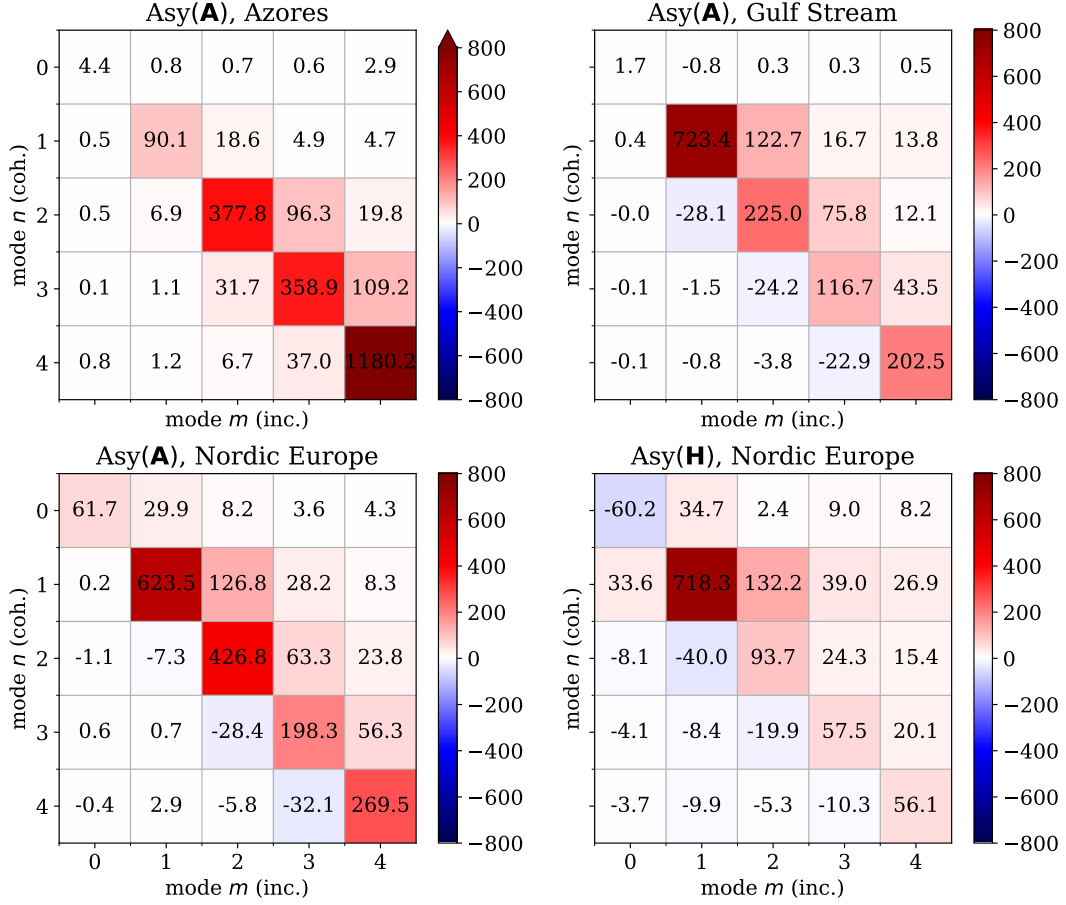 Asy(A), Azores
0 4.4 0.8 0.7 0.6 2.9
1 0.5 90.1 18.6 4.9 4.7
2 0.5 6.9 377.8 96.3 19.8
3 0.1 1.1 31.7 358.9 109.2
4 0.8 1.2 6.7 37.0 1180.2
mode n (coh.)
mode m (inc.)
800
600
400
200
0
−200
−400
−600
−800
Asy(A), Gulf Stream
1.7 -0.8 0.3 0.3 0.5
0.4 723.4 122.7 16.7 13.8
-0.0 -28.1 225.0 75.8 12.1
-0.1 -1.5 -24.2 116.7 43.5
-0.1 -0.8 -3.8 -22.9 202.5
mode n (coh.)
mode m (inc.)
800
600
400
200
0
−200
−400
−600
−800
Asy(A), Nordic Europe
0 61.7 29.9 8.2 3.6 4.3
1 0.2 623.5 126.8 28.2 8.3
2 -1.1 -7.3 426.8 63.3 23.8
3 0.6 0.7 -28.4 198.3 56.3
4 -0.4 2.9 -5.8 -32.1 269.5
0 1 2 3 4
mode n (coh.)
mode m (inc.)
800
600
400
200
0
−200
−400
−600
−800
Asy(H), Nordic Europe
-60.2 34.7 2.4 9.0 8.2
33.6 718.3 132.2 39.0 26.9
-8.1 -40.0 93.7 24.3 15.4
-4.1 -8.4 -19.9 57.5 20.1
-3.7 -9.9 -5.3 -10.3 56.1
0 1 2 3 4
mode n (coh.)
mode m (inc.)
800
600
400
200
0
−200
−400
−600
−800